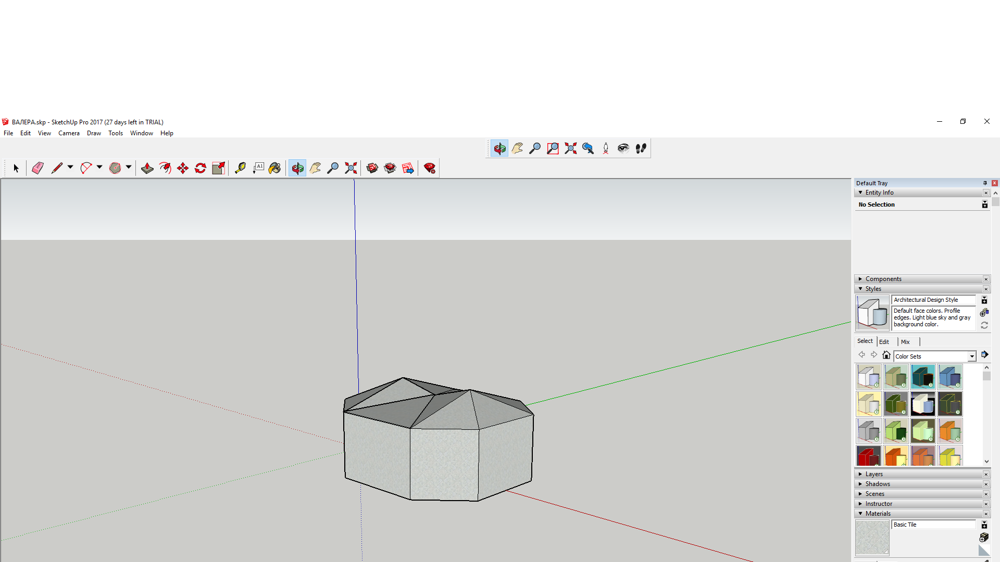 ВАЛЕРА.skp - SketchUp Pro 2017 (27 days left in TRIAL)
File Edit View Camera Draw Tools Window Help
A1
Default Tray
Entity Info
No Selection
Components
Styles
Architectural Design Style
Default face colors. Profile
edges. Light blue sky and gray
background color.
Select Edit Mix
Color Sets
Layers
Shadows
Scenes
Instructor
Materials
Basic Tile